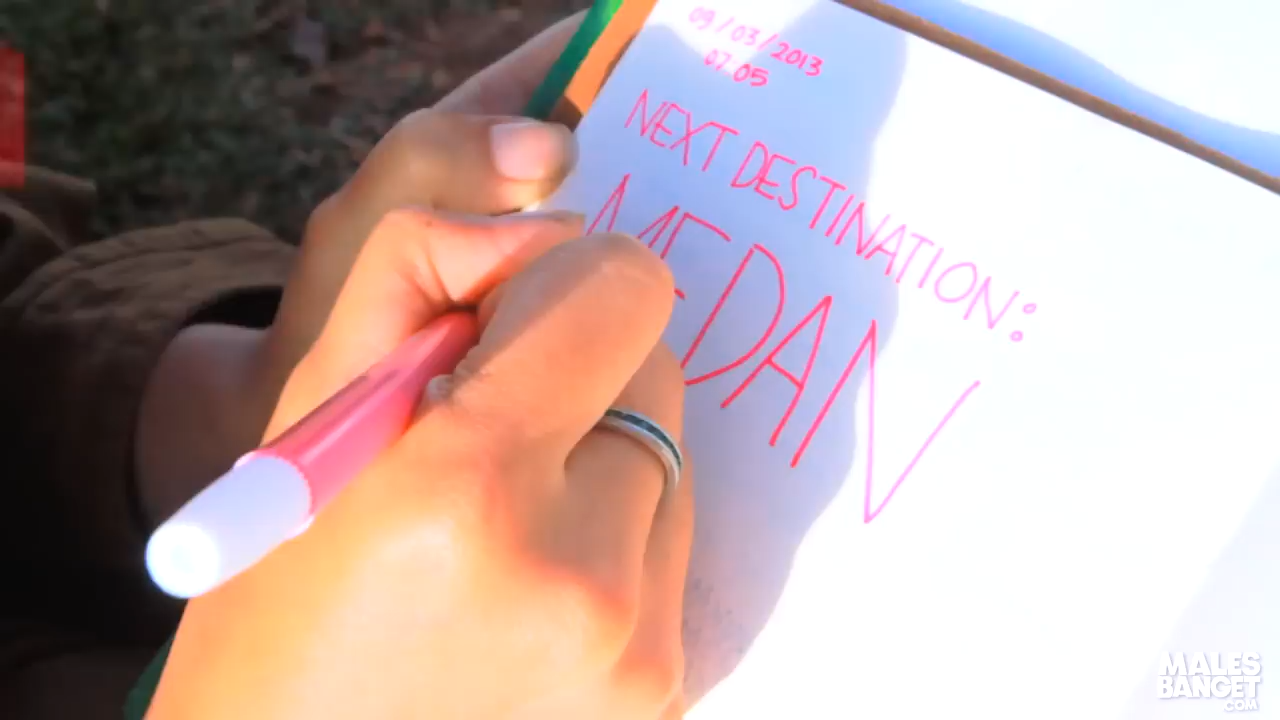 09/03/2013
07.05
NEXT DESTINATION:
MEDAN
MALES
BANGET
.COM